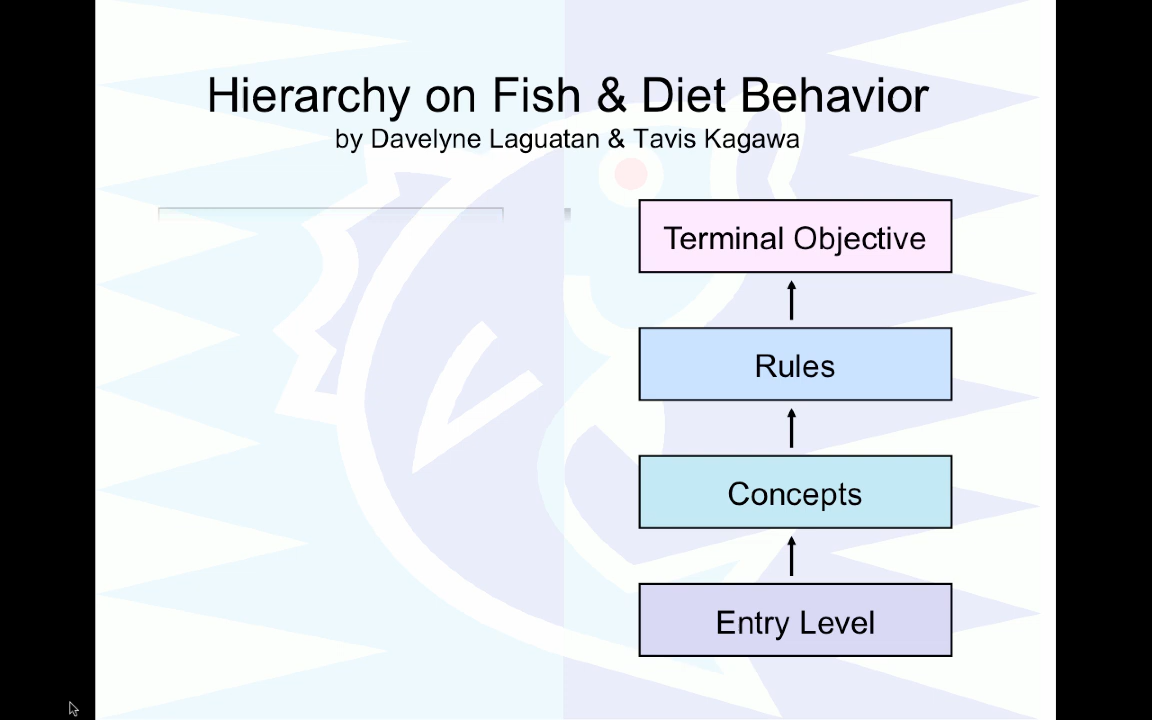 Hierarchy on Fish & Diet Behavior
by Davelyne Laguatan & Tavis Kagawa
Terminal Objective
Rules
Concepts
Entry Level